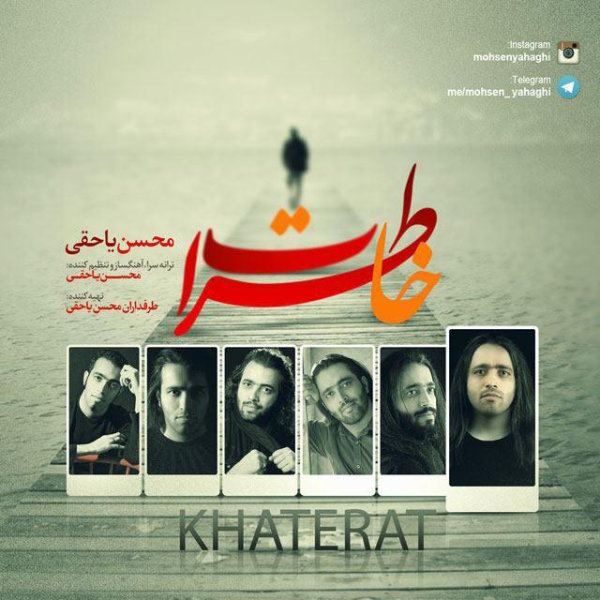 Instagram:
mohsenyahaghi
Telegram:
me/mohsen_yahaghi
خاطرات
محسن یاحقی
ترانه سرا، آهنگساز و تنظیم کننده:
محسن یاحقی
تهیه کننده:
طرفداران محسن یاحقی
KHATERAT